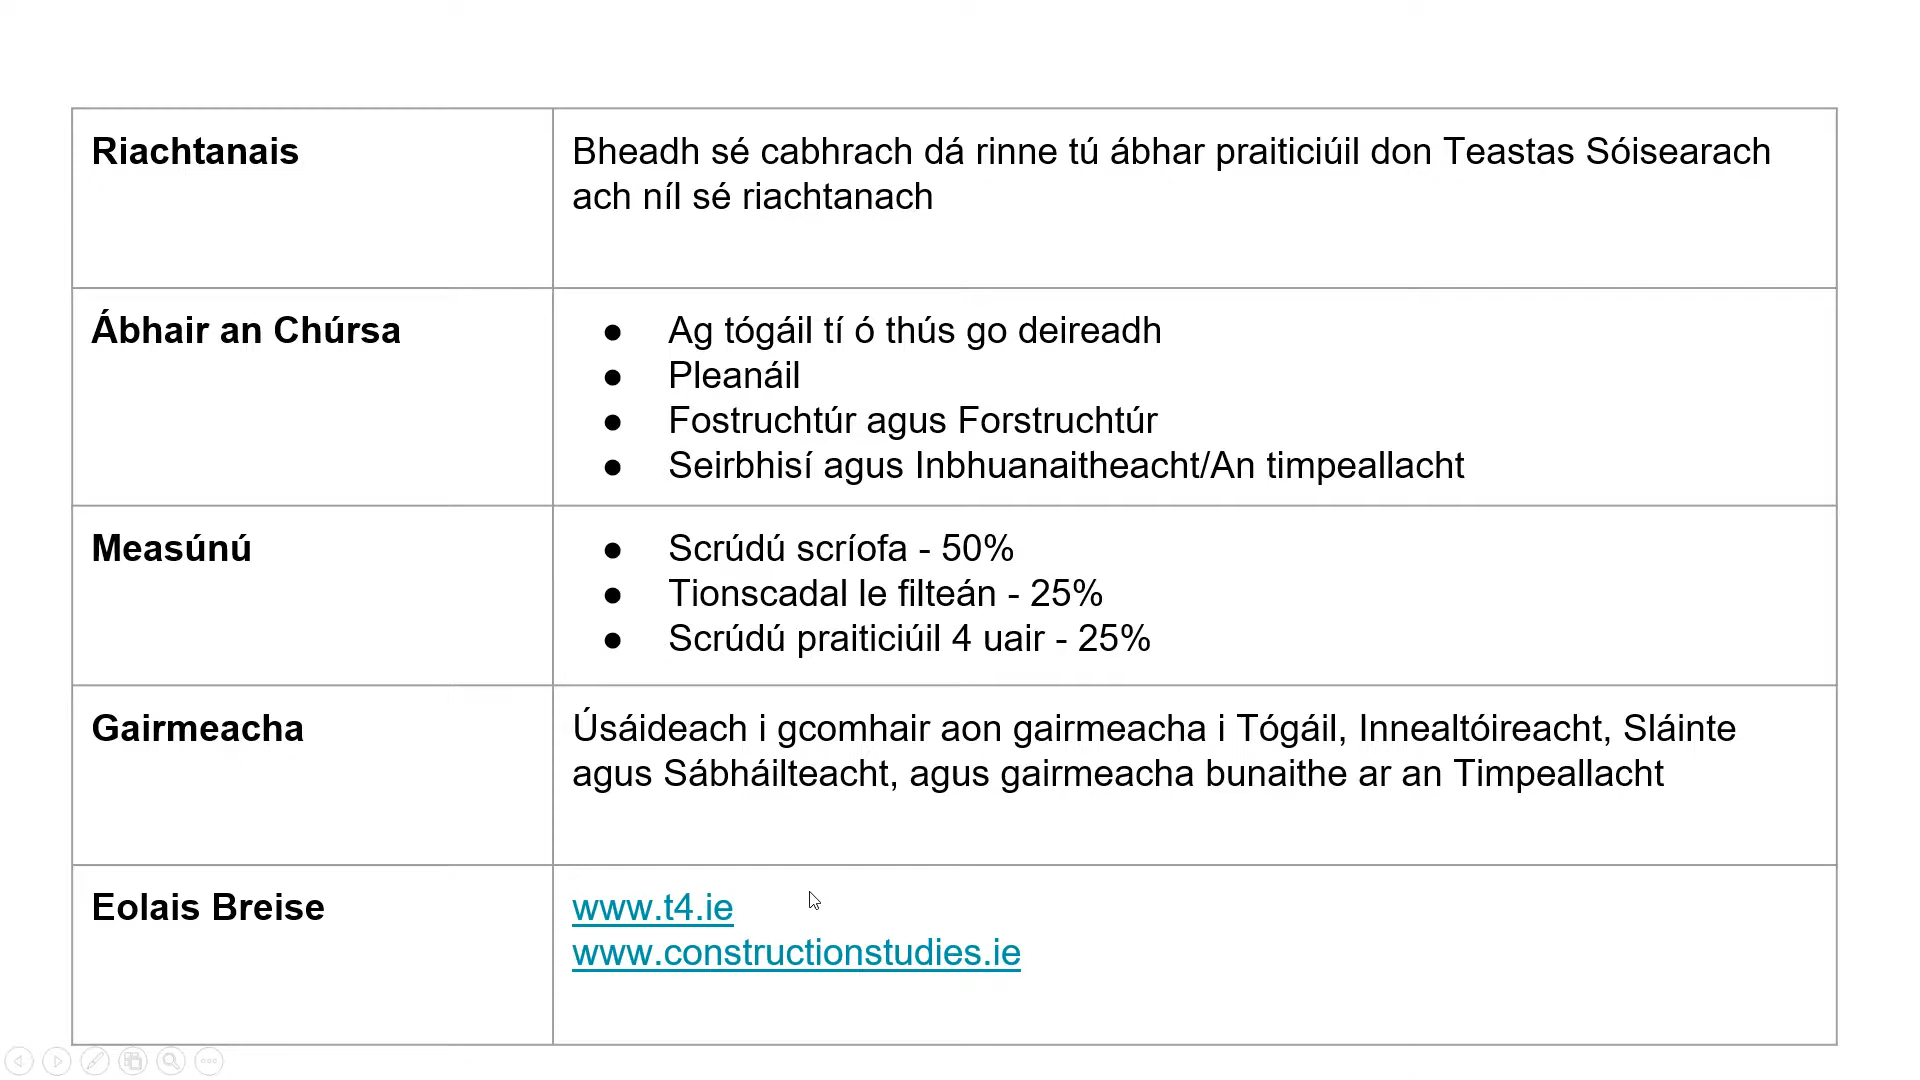 Riachtanais
Bheadh sé cabhrach dá rinne tú ábhar praiticiúil don Teastas Sóisearach
ach níl sé riachtanach
Ábhair an Chúrsa
● Ag tógáil tí ó thús go deireadh
● Pleanáil
● Fostruchtúr agus Forstruchtúr
● Seirbhisí agus Inbhuanaitheacht/An timpeallacht
Measúnú
● Scrúdú scríofa - 50%
● Tionscadal le filteán - 25%
● Scrúdú praiticiúil 4 uair - 25%
Gairmeacha
Úsáideach i gcomhair aon gairmeacha i Tógáil, Innealtóireacht, Sláinte
agus Sábháilteacht, agus gairmeacha bunaithe ar an Timpeallacht
Eolais Breise
www.t4.ie
www.constructionstudies.ie